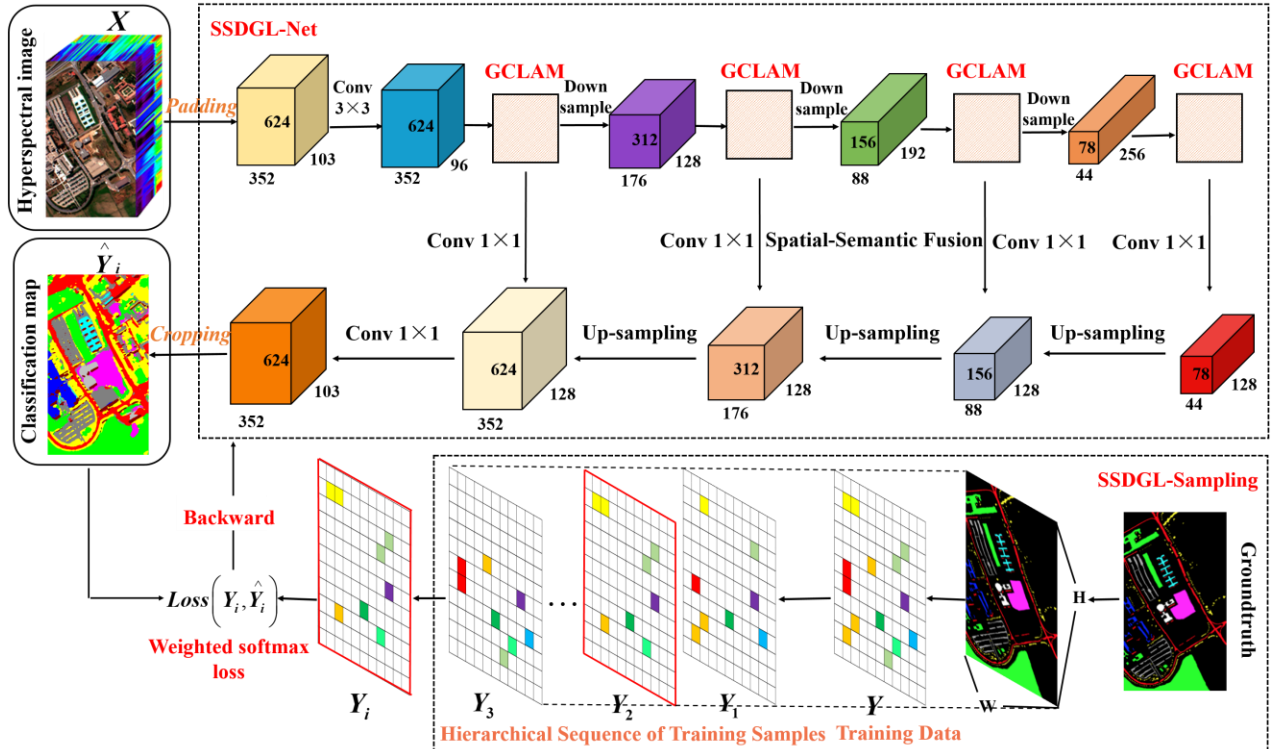 X
Hyperspectral image
Padding
SSDGL-Net
624
352
103
Conv
3×3
624
352
96
GCLAM
Down
sample
312
176
128
GCLAM
Down
sample
156
88
192
GCLAM
Down
sample
78
44
256
GCLAM
Conv 1×1
Conv 1×1
Spatial-Semantic Fusion
Conv 1×1
Conv 1×1
Ŷi
Classification map
Cropping
624
352
103
Conv 1×1
624
352
128
Up-sampling
312
176
128
Up-sampling
156
88
128
Up-sampling
78
44
128
Backward
Loss(Yi, Ŷi)
Weighted softmax
loss
Yi
SSDGL-Sampling
Y3
...
Y2
Y1
Y
W
H
Groundtruth
Hierarchical Sequence of Training Samples
Training Data